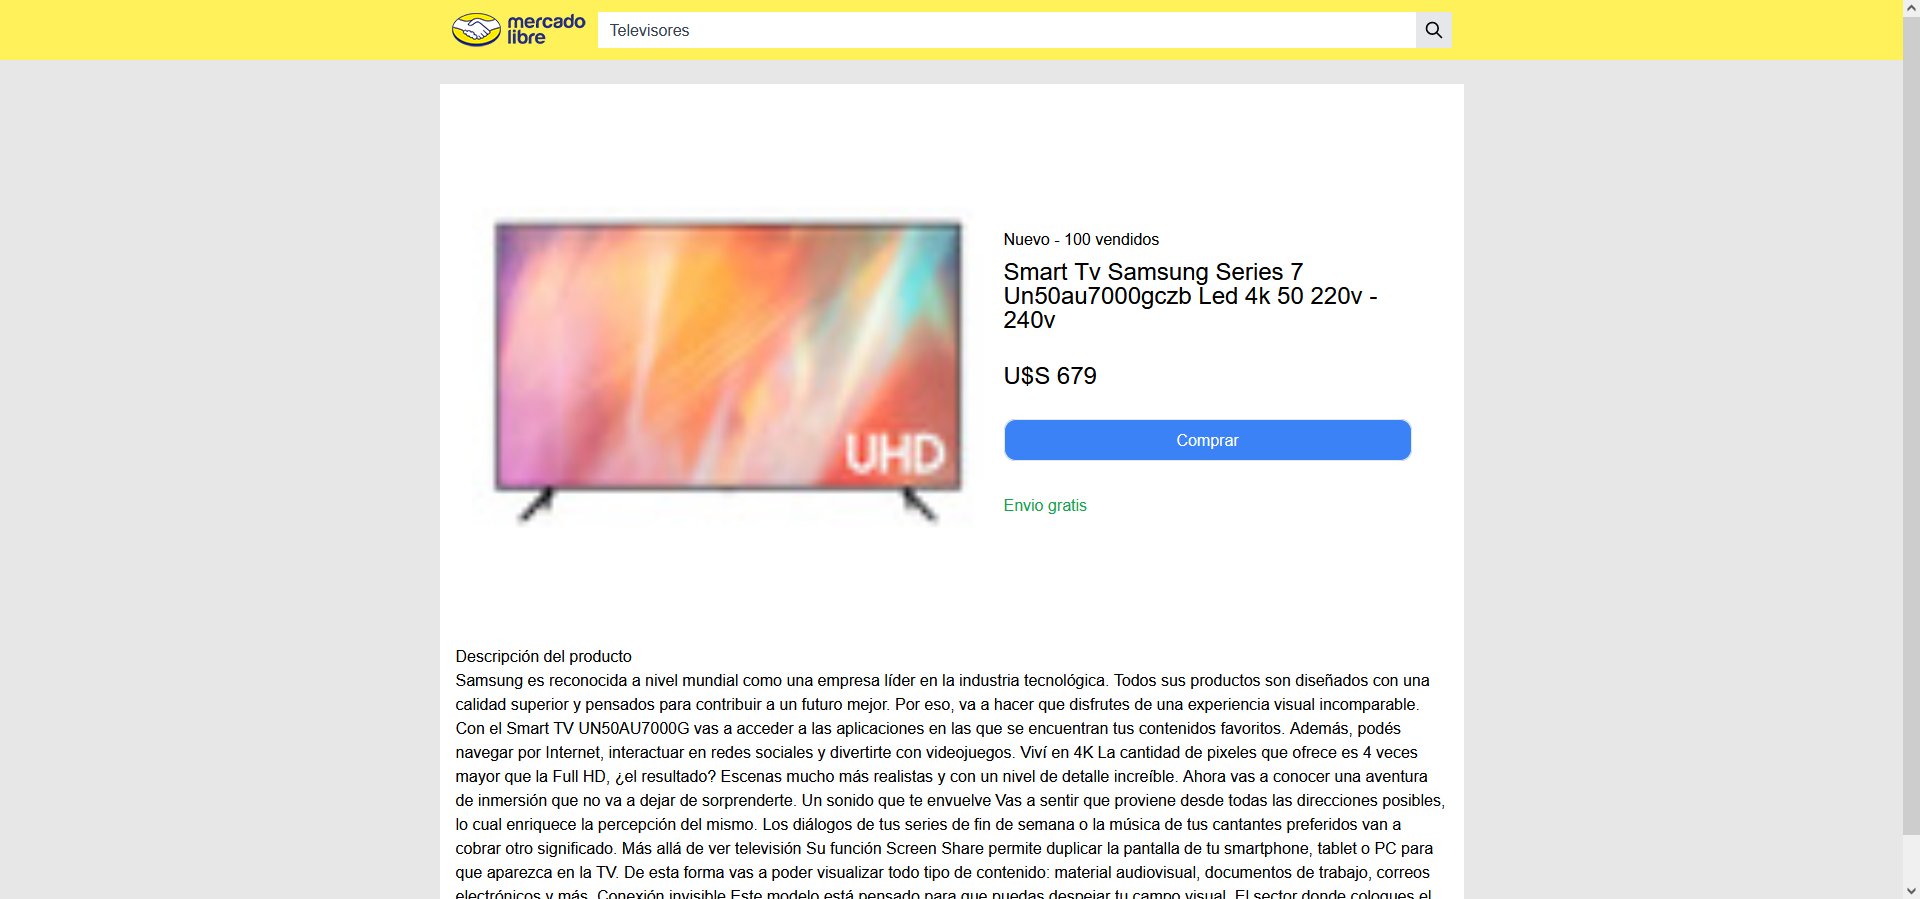 mercado
libre
Televisores
UHD
Nuevo - 100 vendidos
Smart Tv Samsung Series 7
Un50au7000gczb Led 4k 50 220v -
240v
U$S 679
Comprar
Envio gratis
Descripción del producto
Samsung es reconocida a nivel mundial como una empresa líder en la industria tecnológica. Todos sus productos son diseñados con una
calidad superior y pensados para contribuir a un futuro mejor. Por eso, va a hacer que disfrutes de una experiencia visual incomparable.
Con el Smart TV UN50AU7000G vas a acceder a las aplicaciones en las que se encuentran tus contenidos favoritos. Además, podés
navegar por Internet, interactuar en redes sociales y divertirte con videojuegos. Viví en 4K La cantidad de pixeles que ofrece es 4 veces
mayor que la Full HD, ¿el resultado? Escenas mucho más realistas y con un nivel de detalle increíble. Ahora vas a conocer una aventura
de inmersión que no va a dejar de sorprenderte. Un sonido que te envuelve Vas a sentir que proviene desde todas las direcciones posibles,
lo cual enriquece la percepción del mismo. Los diálogos de tus series de fin de semana o la música de tus cantantes preferidos van a
cobrar otro significado. Más allá de ver televisión Su función Screen Share permite duplicar la pantalla de tu smartphone, tablet o PC para
que aparezca en la TV. De esta forma vas a poder visualizar todo tipo de contenido: material audiovisual, documentos de trabajo, correos
electrónicos y más. Conexión invisible Este modelo está pensado para que puedas despejar tu campo visual. El sector donde coloques el